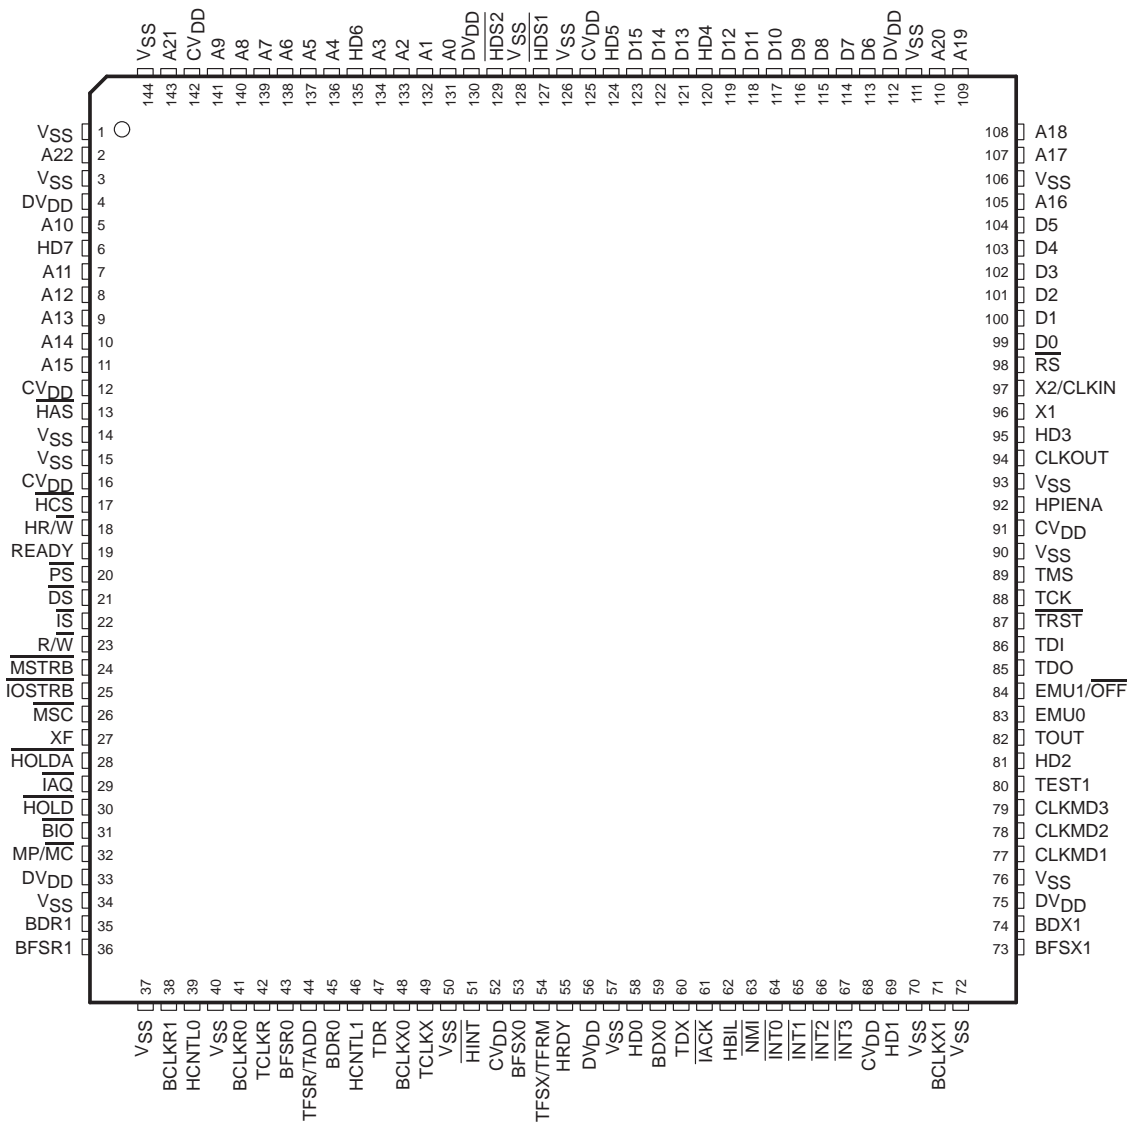 VSS
A21
CVDD
A9
A8
A7
A6
A5
A4
HD6
A3
A2
A1
A0
DVDD
HDS2
VSS
HDS1
VSS
CVDD
HD5
D15
D14
D13
HD4
D12
D11
D10
D9
D8
D7
D6
DVDD
VSS
A20
A19
144
143
142
141
140
139
138
137
136
135
134
133
132
131
130
129
128
127
126
125
124
123
122
121
120
119
118
117
116
115
114
113
112
111
110
109
VSS 1
A22 2
VSS 3
DVDD 4
A10 5
HD7 6
A11 7
A12 8
A13 9
A14 10
A15 11
CVDD 12
HAS 13
VSS 14
VSS 15
CVDD 16
HCS 17
HR/W 18
READY 19
PS 20
DS 21
IS 22
R/W 23
MSTRB 24
IOSTRB 25
MSC 26
XF 27
HOLDA 28
IAQ 29
HOLD 30
BIO 31
MP/MC 32
DVDD 33
VSS 34
BDR1 35
BFSR1 36
108 A18
107 A17
106 VSS
105 A16
104 D5
103 D4
102 D3
101 D2
100 D1
99 D0
98 RS
97 X2/CLKIN
96 X1
95 HD3
94 CLKOUT
93 VSS
92 HPIENA
91 CVDD
90 VSS
89 TMS
88 TCK
87 TRST
86 TDI
85 TDO
84 EMU1/OFF
83 EMU0
82 TOUT
81 HD2
80 TEST1
79 CLKMD3
78 CLKMD2
77 CLKMD1
76 VSS
75 DVDD
74 BDX1
73 BFSX1
37
38
39
40
41
42
43
44
45
46
47
48
49
50
51
52
53
54
55
56
57
58
59
60
61
62
63
64
65
66
67
68
69
70
71
72
VSS
BCLKR1
HCNTL0
VSS
BCLKR0
TCLKR
BFSR0
TFSR/TADD
BDR0
HCNTL1
TDR
BCLKX0
TCLKX
VSS
HINT
CVDD
BFSX0
TFSX/TFRM
HRDY
DVDD
VSS
HD0
BDX0
TDX
IACK
HBIL
NMI
INT0
INT1
INT2
INT3
CVDD
HD1
VSS
BCLKX1
VSS